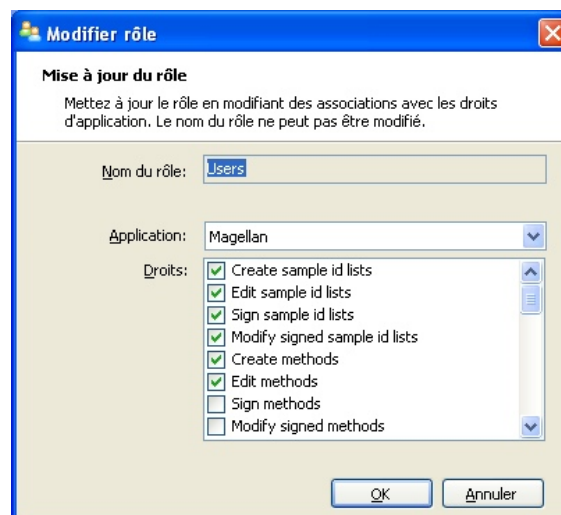 Modifier rôle
Mise à jour du rôle
Mettez à jour le rôle en modifiant des associations avec les droits
d'application. Le nom du rôle ne peut pas être modifié.
Nom du rôle: Users
Application: Magellan
Droits: Create sample id lists
Edit sample id lists
Sign sample id lists
Modify signed sample id lists
Create methods
Edit methods
Sign methods
Modify signed methods
OK Annuler